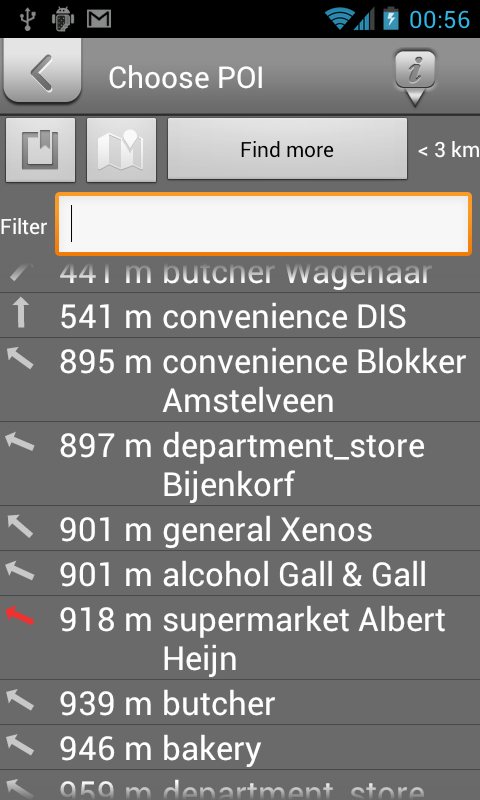 00:56
Choose POI
Find more
< 3 km
Filter
441 m butcher Wagenaar
541 m convenience DIS
895 m convenience Blokker
Amstelveen
897 m department_store
Bijenkorf
901 m general Xenos
901 m alcohol Gall & Gall
918 m supermarket Albert
Heijn
939 m butcher
946 m bakery
959 m department_store